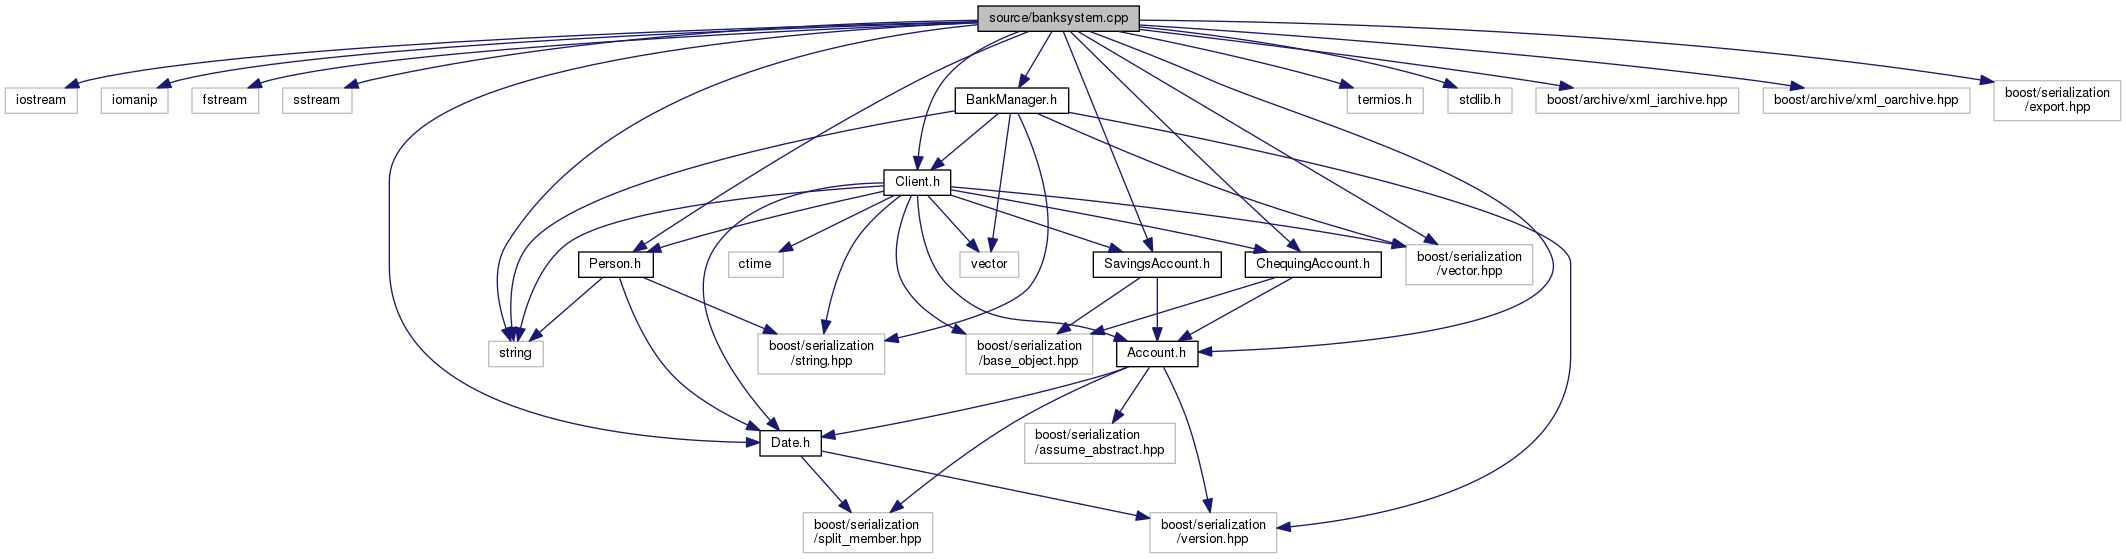 source/banksystem.cpp
iostream
iomanip
fstream
sstream
BankManager.h
termios.h
stdlib.h
boost/archive/xml_iarchive.hpp
boost/archive/xml_oarchive.hpp
boost/serialization
/export.hpp
Client.h
Person.h
ctime
vector
SavingsAccount.h
ChequingAccount.h
boost/serialization
/vector.hpp
string
boost/serialization
/string.hpp
boost/serialization
/base_object.hpp
Account.h
Date.h
boost/serialization
/assume_abstract.hpp
boost/serialization
/split_member.hpp
boost/serialization
/version.hpp